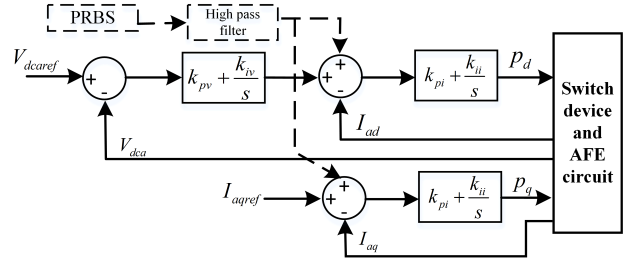 PRBS
High pass
filter
V_dcaref
+
-
k_pv + k_iv/s
+
+
-
k_pi + k_ii/s
p_d
I_ad
V_dca
Switch
device
and
AFE
circuit
I_aqref
+
+
-
k_pi + k_ii/s
p_q
I_aq